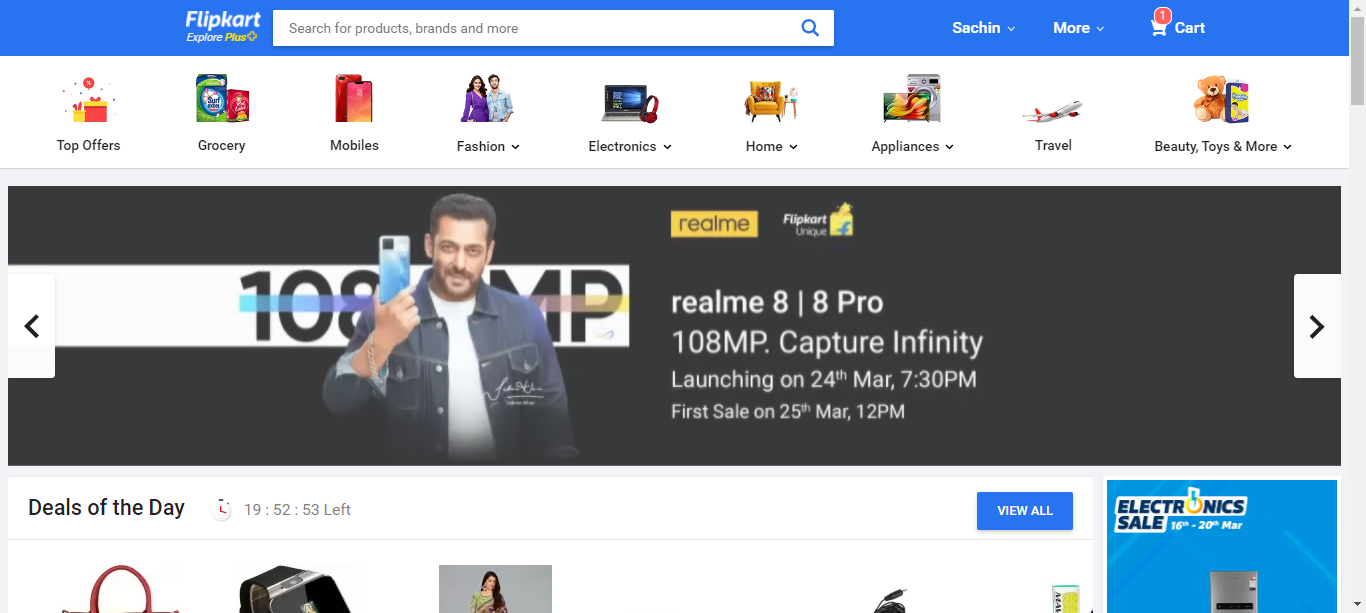 Flipkart
Explore Plus
Search for products, brands and more
Sachin
More
1
Cart
Top Offers
Grocery
Mobiles
Fashion
Electronics
Home
Appliances
Travel
Beauty, Toys & More
realme
Flipkart
Unique
108MP
realme 8 | 8 Pro
108MP. Capture Infinity
Launching on 24th Mar, 7:30PM
First Sale on 25th Mar, 12PM
Deals of the Day
19 : 52 : 53 Left
VIEW ALL
ELECTRONICS
SALE 16th - 20th Mar